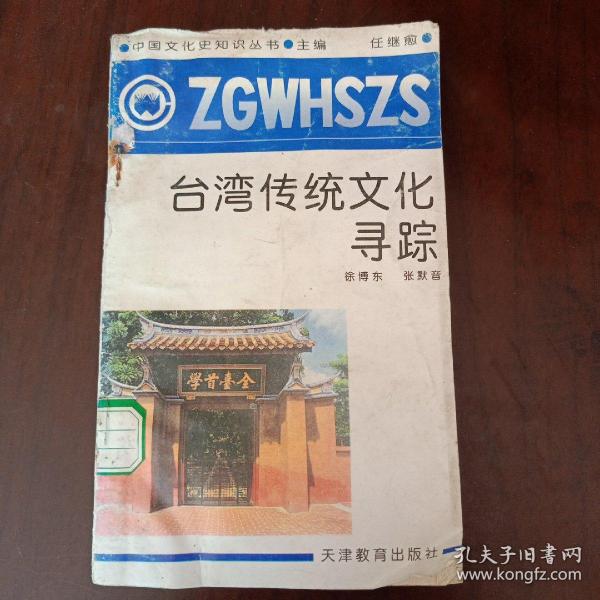 中国文化史知识丛书 主编 任继愈
ZGWHSZS
台湾传统文化
寻踪
徐博东 张默音
學首臺全
天津教育出版社
孔夫子旧书网
www.kongfz.com